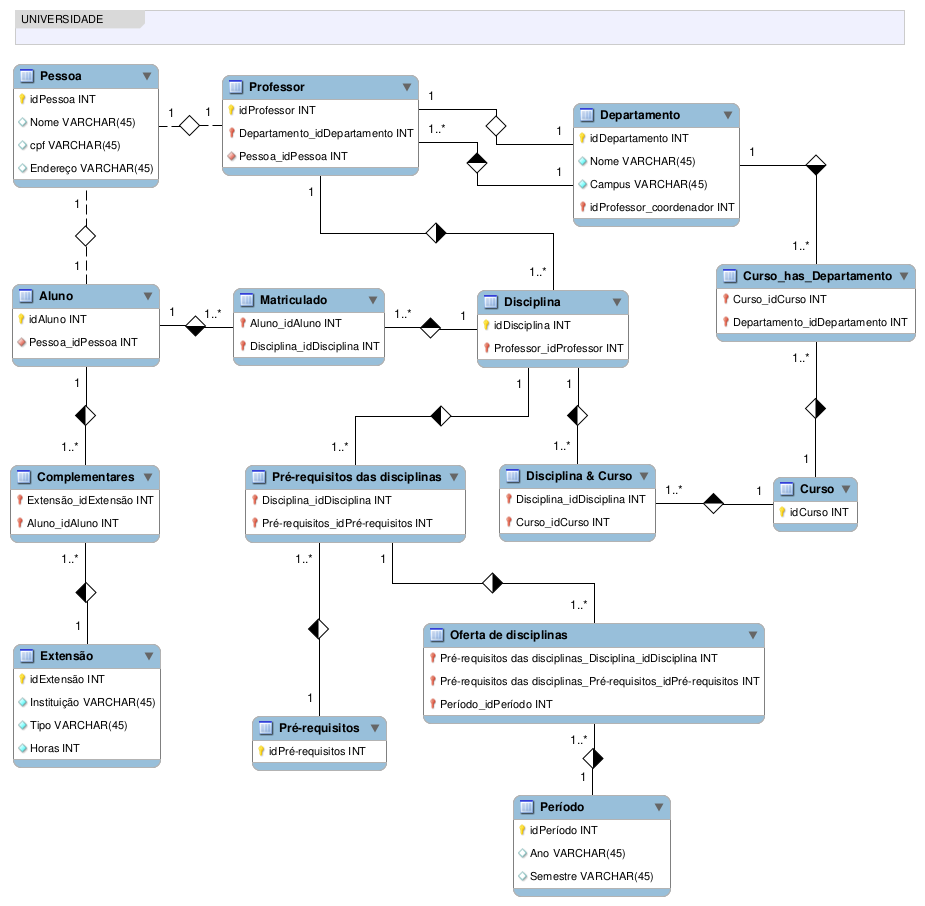 UNIVERSIDADE
Pessoa
idPessoa INT
Nome VARCHAR(45)
cpf VARCHAR(45)
Endereço VARCHAR(45)
1
1
Professor
idProfessor INT
Departamento_idDepartamento INT
Pessoa_idPessoa INT
1
1..*
1
1
Departamento
idDepartamento INT
Nome VARCHAR(45)
Campus VARCHAR(45)
idProfessor_coordenador INT
1
1..*
1
1
1
1..*
Curso_has_Departamento
Curso_idCurso INT
Departamento_idDepartamento INT
Aluno
idAluno INT
Pessoa_idPessoa INT
1
1..*
Matriculado
Aluno_idAluno INT
Disciplina_idDisciplina INT
1..*
1
Disciplina
idDisciplina INT
Professor_idProfessor INT
1..*
1
1
1
1
1..*
1..*
1..*
Complementares
Extensão_idExtensão INT
Aluno_idAluno INT
Pré-requisitos das disciplinas
Disciplina_idDisciplina INT
Pré-requisitos_idPré-requisitos INT
Disciplina & Curso
Disciplina_idDisciplina INT
Curso_idCurso INT
1..*
1
Curso
idCurso INT
1..*
1
1..*
1
1
1..*
Extensão
idExtensão INT
Instituição VARCHAR(45)
Tipo VARCHAR(45)
Horas INT
Oferta de disciplinas
Pré-requisitos das disciplinas_Disciplina_idDisciplina INT
Pré-requisitos das disciplinas_Pré-requisitos_idPré-requisitos INT
Período_idPeríodo INT
1
Pré-requisitos
idPré-requisitos INT
1..*
1
Período
idPeríodo INT
Ano VARCHAR(45)
Semestre VARCHAR(45)